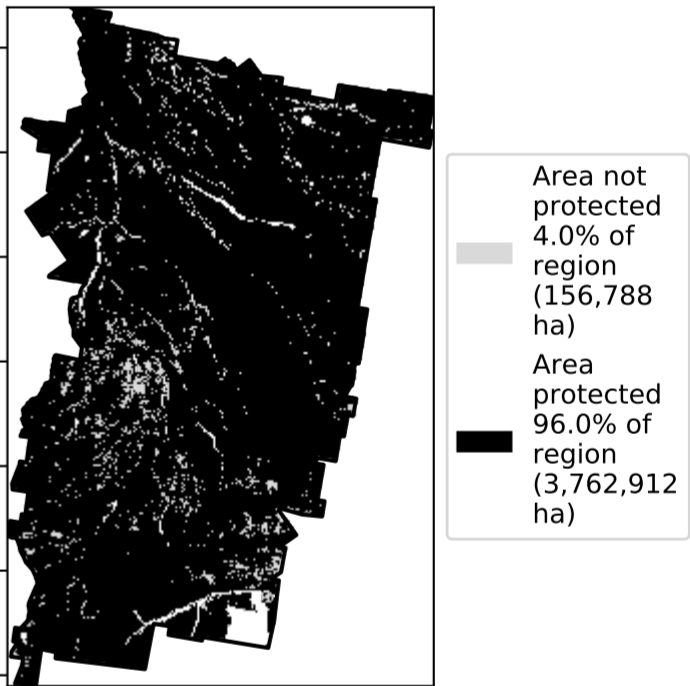 Area not
protected
4.0% of
region
(156,788
ha)
Area
protected
96.0% of
region
(3,762,912
ha)